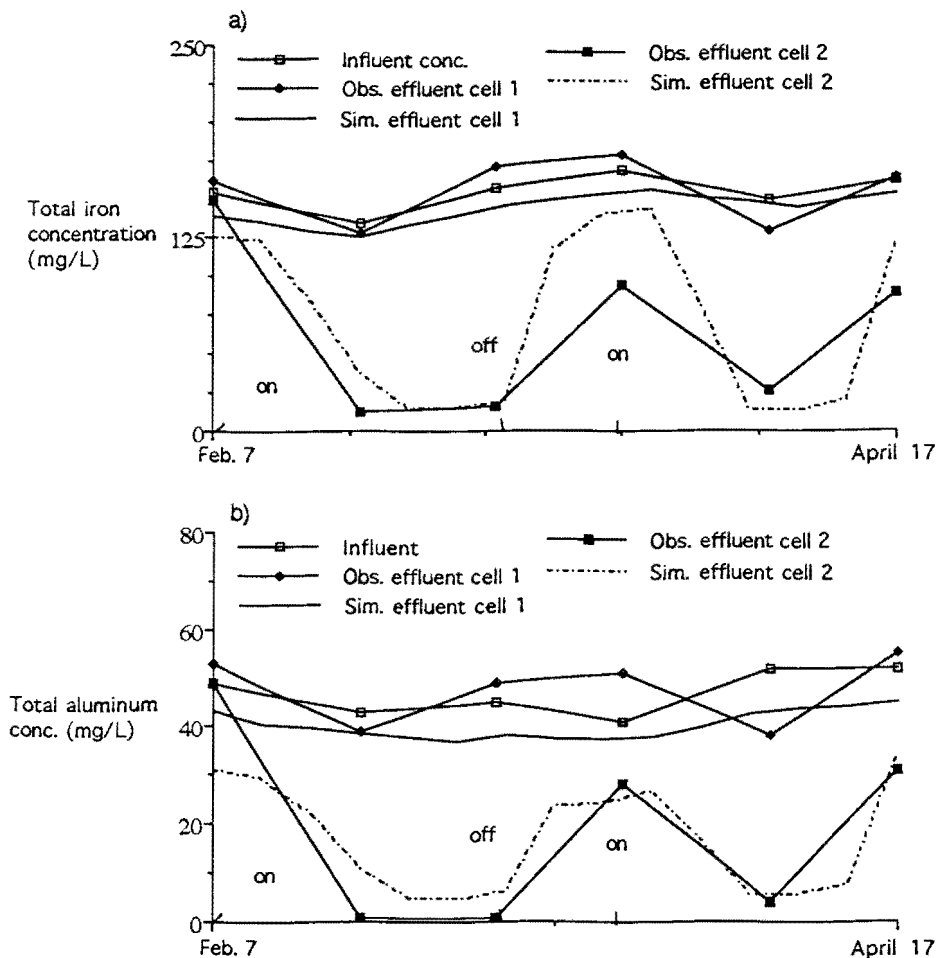 a)
250
Influent conc.
Obs. effluent cell 1
Sim. effluent cell 1
Obs. effluent cell 2
Sim. effluent cell 2
Total iron
concentration
(mg/L)
125
off
on
on
0
Feb. 7
April 17
b)
80
Influent
Obs. effluent cell 1
Sim. effluent cell 1
Obs. effluent cell 2
Sim. effluent cell 2
60
Total aluminum
conc. (mg/L)
40
20
off
on
on
0
Feb. 7
April 17